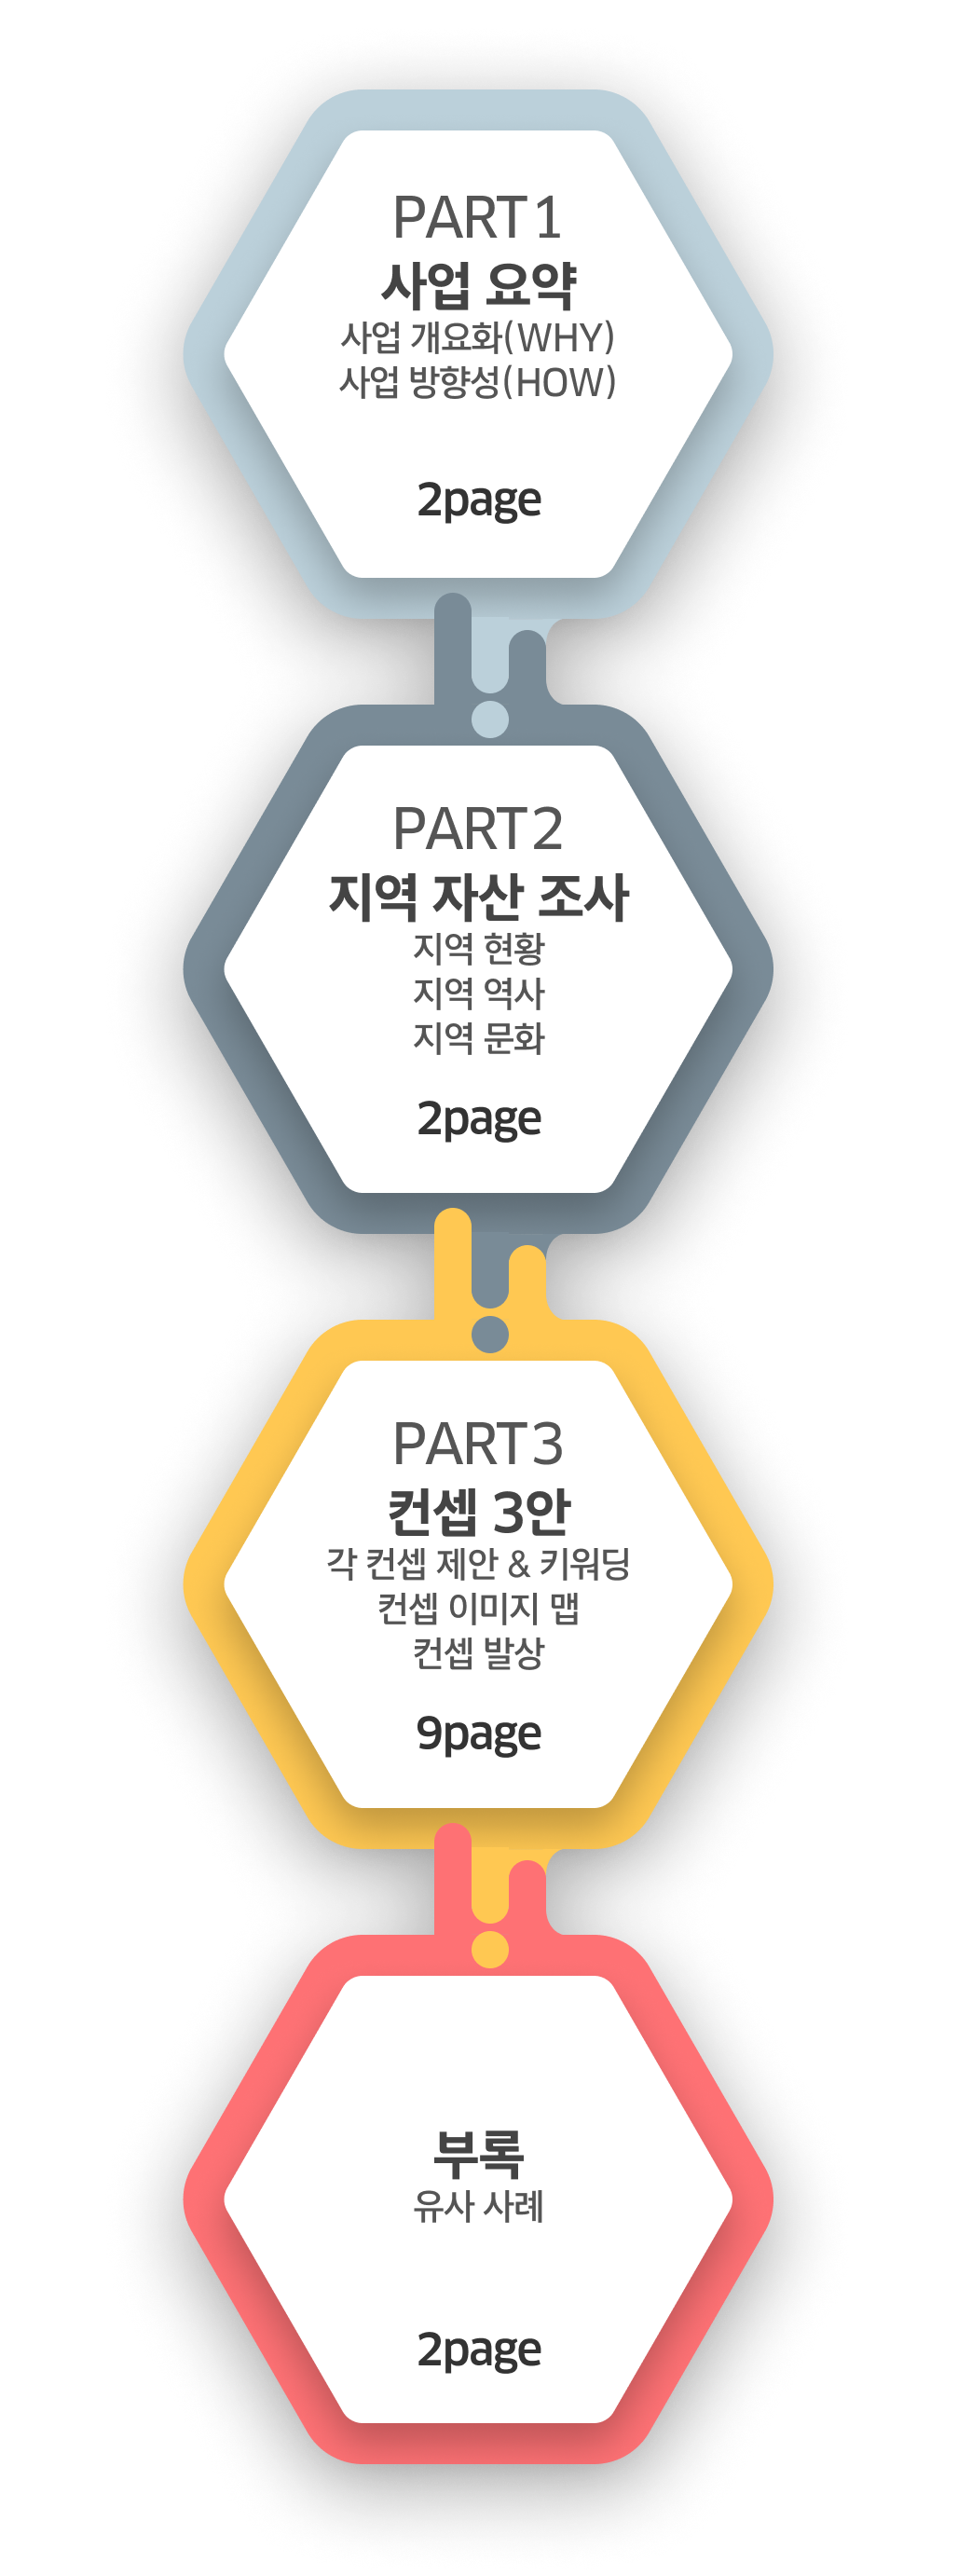 PART1
사업 요약
사업 개요화(WHY)
사업 방향성(HOW)
2page
PART2
지역 자산 조사
지역 현황
지역 역사
지역 문화
2page
PART3
컨셉 3안
각 컨셉 제안 & 키워딩
컨셉 이미지 맵
컨셉 발상
9page
부록
유사 사례
2page